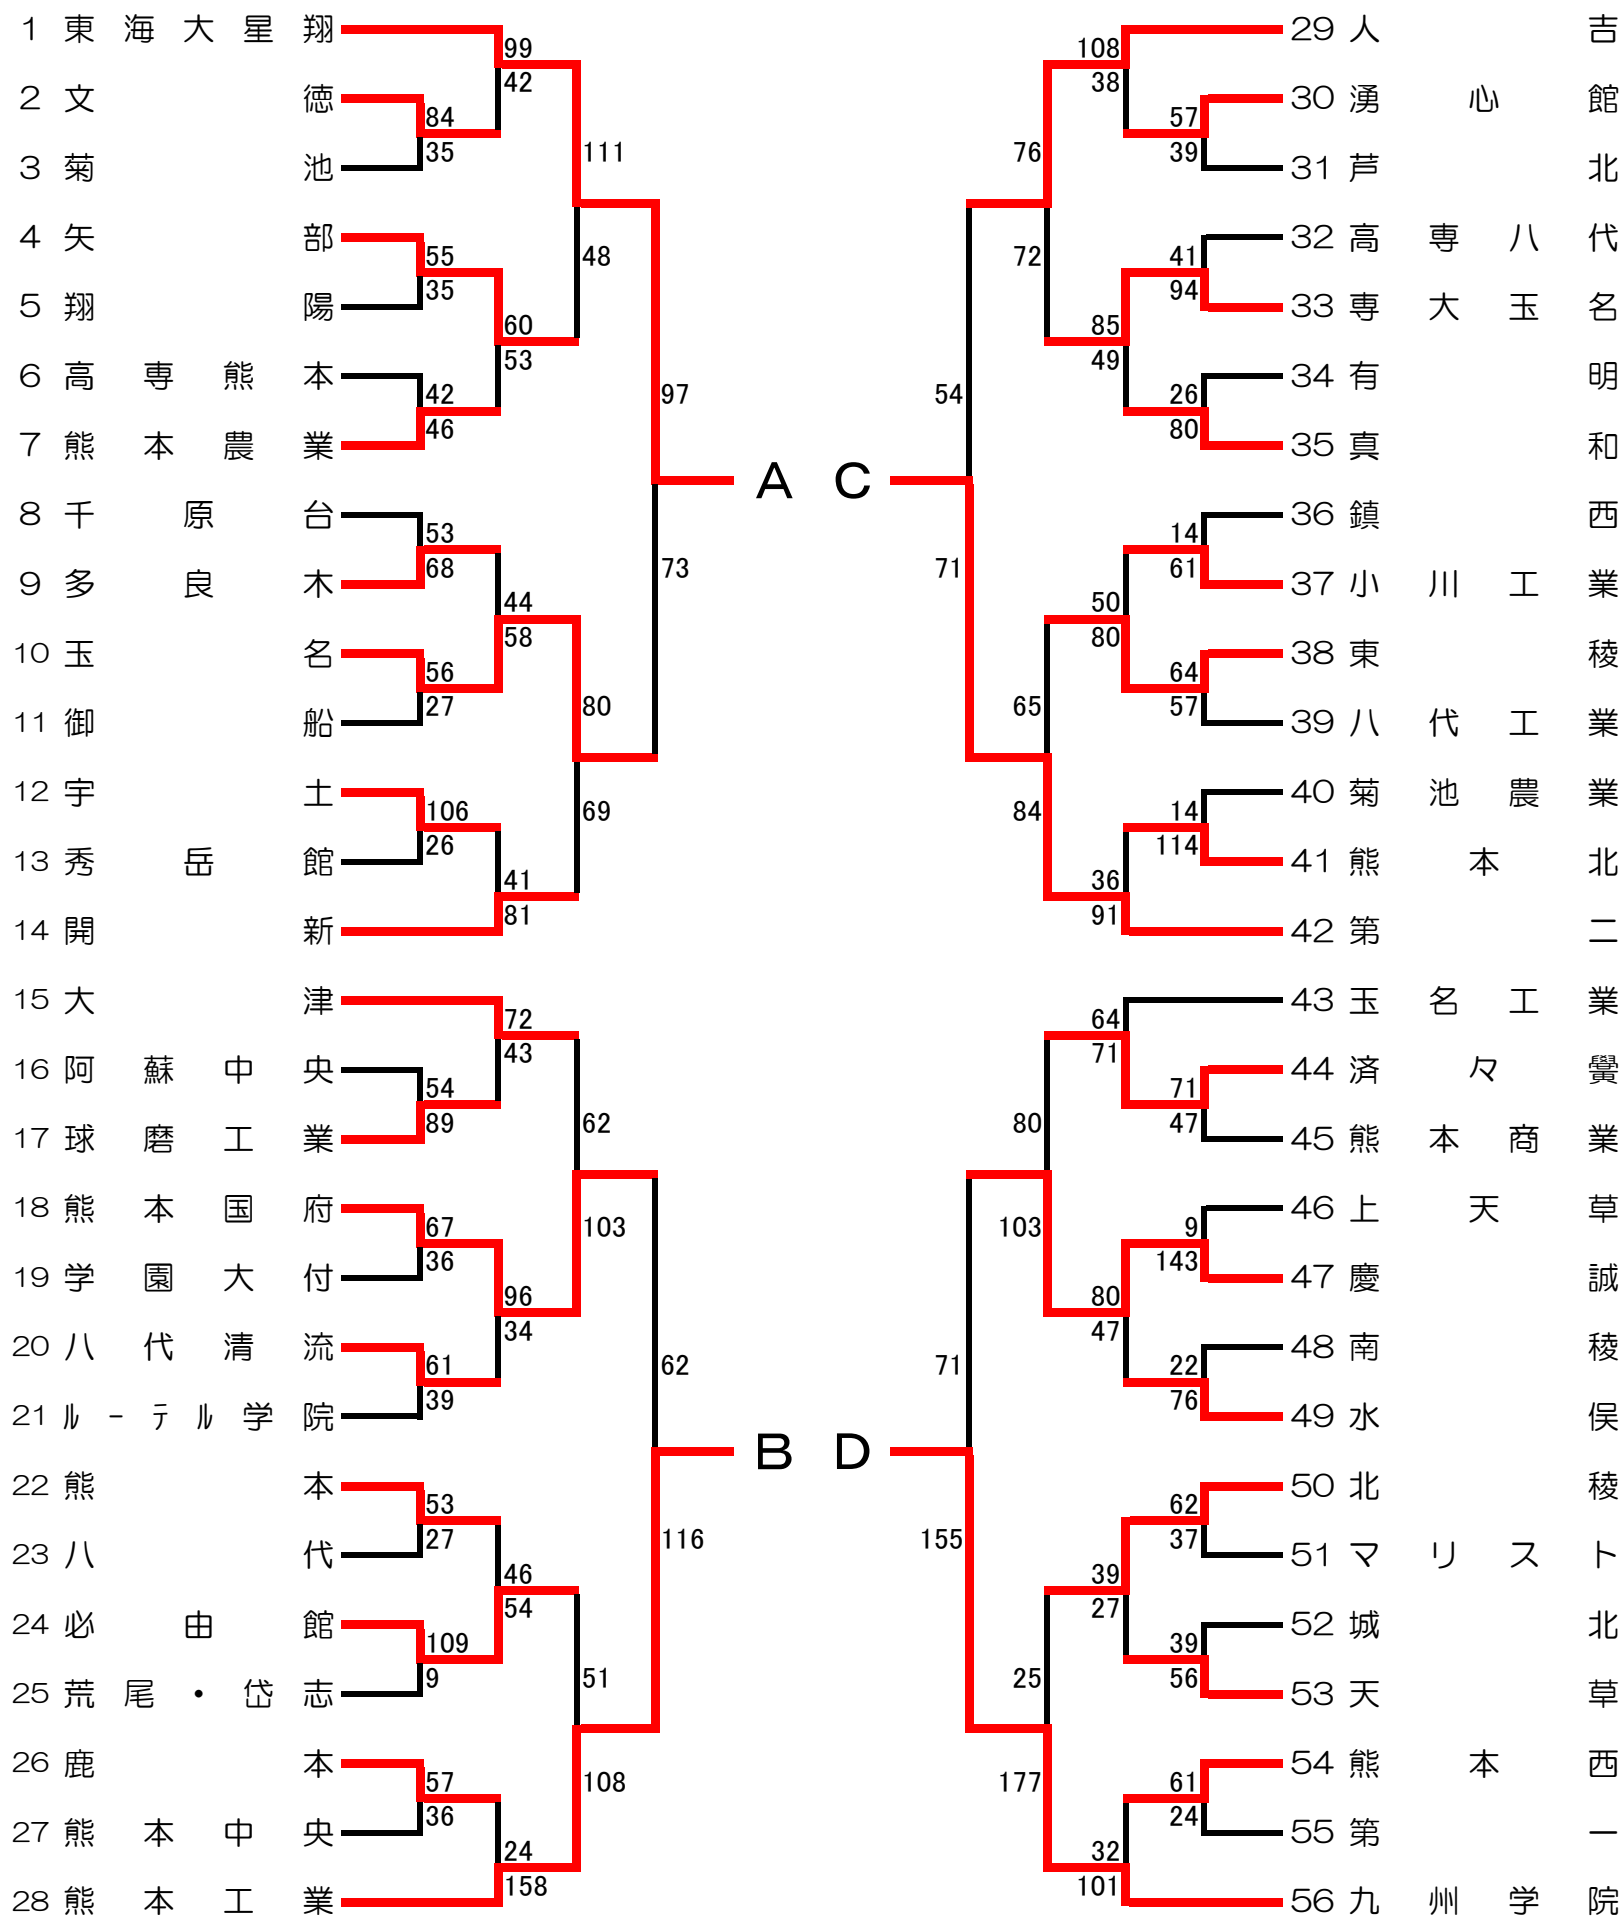 1 東海大星翔
2 文徳
3 菊池
4 矢部
5 翔陽
6 高専熊本
7 熊本農業
8 千原台
9 多良木
10 玉名
11 御船
12 宇土
13 秀岳館
14 開新
15 大津
16 阿蘇中央
17 球磨工業
18 熊本国府
19 学園大付
20 八代清流
21 ﾙｰﾃﾙ学院
22 熊本
23 八代
24 必由館
25 荒尾・岱志
26 鹿本
27 熊本中央
28 熊本工業
84
35
55
35
42
46
53
68
56
27
106
26
54
89
67
36
61
39
53
27
109
9
57
36
99
42
60
53
44
58
41
81
72
43
96
34
46
54
24
158
111
48
80
69
62
103
51
108
97
73
62
116
A C
B D
54
71
71
155
76
72
65
84
80
103
25
177
108
38
85
49
50
80
36
91
64
71
80
47
39
27
32
101
57
39
41
94
26
80
14
61
64
57
14
114
71
47
9
143
22
76
62
37
39
56
61
24
29 人吉
30 湧心館
31 芦北
32 高専八代
33 専大玉名
34 有明
35 真和
36 鎮西
37 小川工業
38 東稜
39 八代工業
40 菊池農業
41 熊本北
42 第二
43 玉名工業
44 済々黌
45 熊本商業
46 上天草
47 慶誠
48 南稜
49 水俣
50 北稜
51 マリスト
52 城北
53 天草
54 熊本西
55 第一
56 九州学院